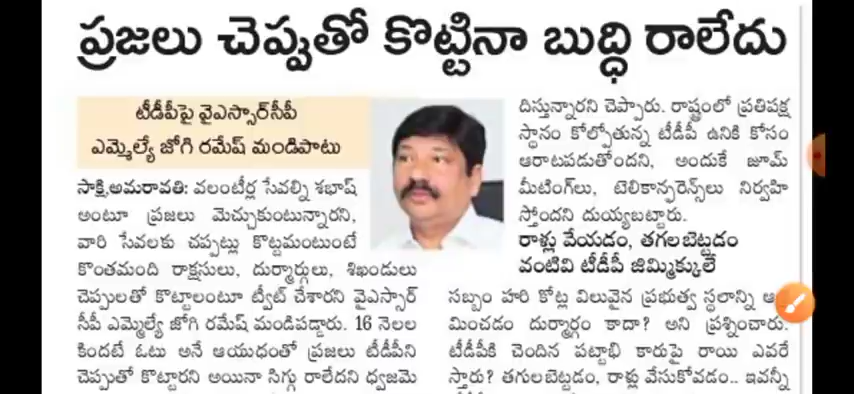 ప్రజలు చెప్పుతో కొట్టినా బుద్ధి రాలేదు
టీడీపీపై వైఎస్సార్‌సీపీ
ఎమ్మెల్యే జోగి రమేష్ మండిపాటు
సాక్షి,అమరావతి: వలంటీర్ల సేవల్ని శభాష్
అంటూ ప్రజలు మెచ్చుకుంటున్నారని,
వారి సేవలకు చప్పట్లు కొట్టమంటుంటే
కొంతమంది రాక్షసులు, దుర్మార్గులు, శిఖండులు
చెప్పులతో కొట్టాలంటూ ట్వీట్ చేశారని వైఎస్సార్
సీపీ ఎమ్మెల్యే జోగి రమేష్ మండిపడ్డారు. 16 నెలల
కిందటే ఓటు అనే ఆయుధంతో ప్రజలు టీడీపీని
చెప్పుతో కొట్టారని అయినా సిగ్గు రాలేదని ధ్వజమె
దిస్తున్నారని చెప్పారు. రాష్ట్రంలో ప్రతిపక్ష
స్థానం కోల్పోతున్న టీడీపీ ఉనికి కోసం
ఆరాటపడుతోందని, అందుకే జూమ్
మీటింగ్‌లు, టెలికాన్ఫరెన్స్‌లు నిర్వహి
స్తోందని దుయ్యబట్టారు.
రాళ్లు వేయడం, తగలబెట్టడం
వంటివి టీడీపీ జిమ్మిక్కులే
సబ్బం హరి కోట్ల విలువైన ప్రభుత్వ స్థలాన్ని ఆ
మించడం దుర్మార్గం కాదా? అని ప్రశ్నించారు.
టీడీపీకి చెందిన పట్టాభి కారుపై రాయి ఎవరే
స్తారు? తగులబెట్టడం, రాళ్లు వేసుకోవడం.. ఇవన్నీ